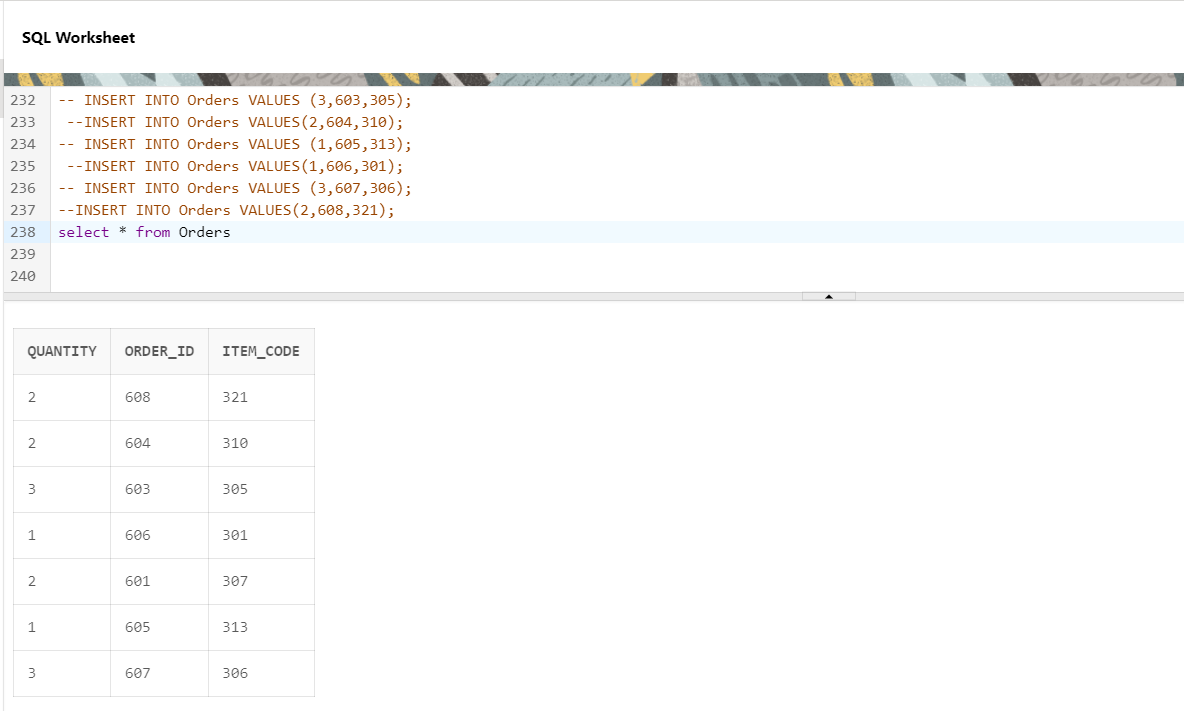 SQL Worksheet
232 -- INSERT INTO Orders VALUES (3,603,305);
233 --INSERT INTO Orders VALUES(2,604,310);
234 -- INSERT INTO Orders VALUES (1,605,313);
235 --INSERT INTO Orders VALUES(1,606,301);
236 -- INSERT INTO Orders VALUES (3,607,306);
237 --INSERT INTO Orders VALUES(2,608,321);
238 select * from Orders
239
240
QUANTITY ORDER_ID ITEM_CODE
2 608 321
2 604 310
3 603 305
1 606 301
2 601 307
1 605 313
3 607 306